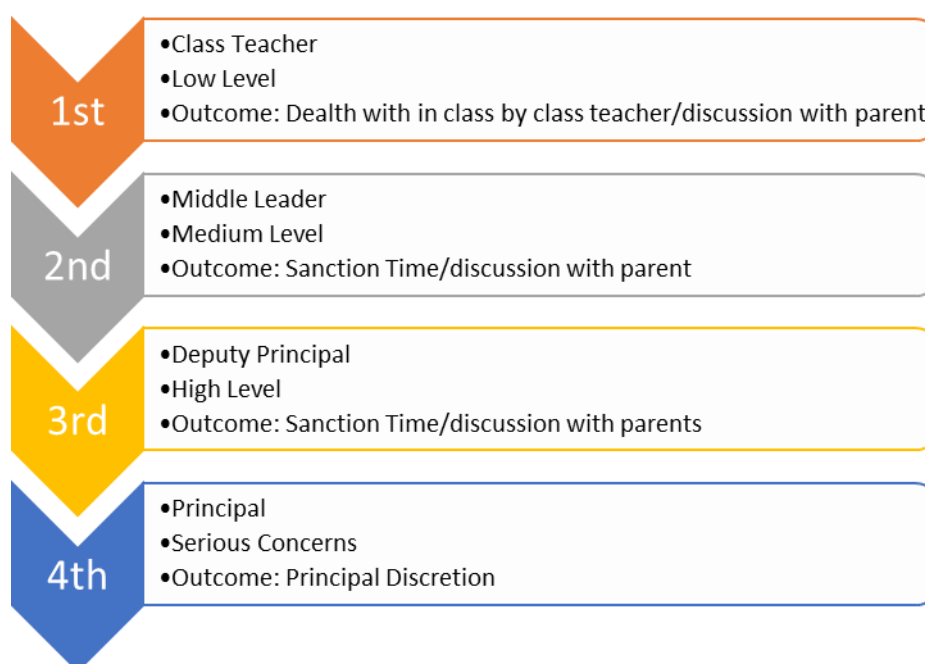 1st
•Class Teacher
•Low Level
•Outcome: Dealth with in class by class teacher/discussion with parent
2nd
•Middle Leader
•Medium Level
•Outcome: Sanction Time/discussion with parent
3rd
•Deputy Principal
•High Level
•Outcome: Sanction Time/discussion with parents
4th
•Principal
•Serious Concerns
•Outcome: Principal Discretion